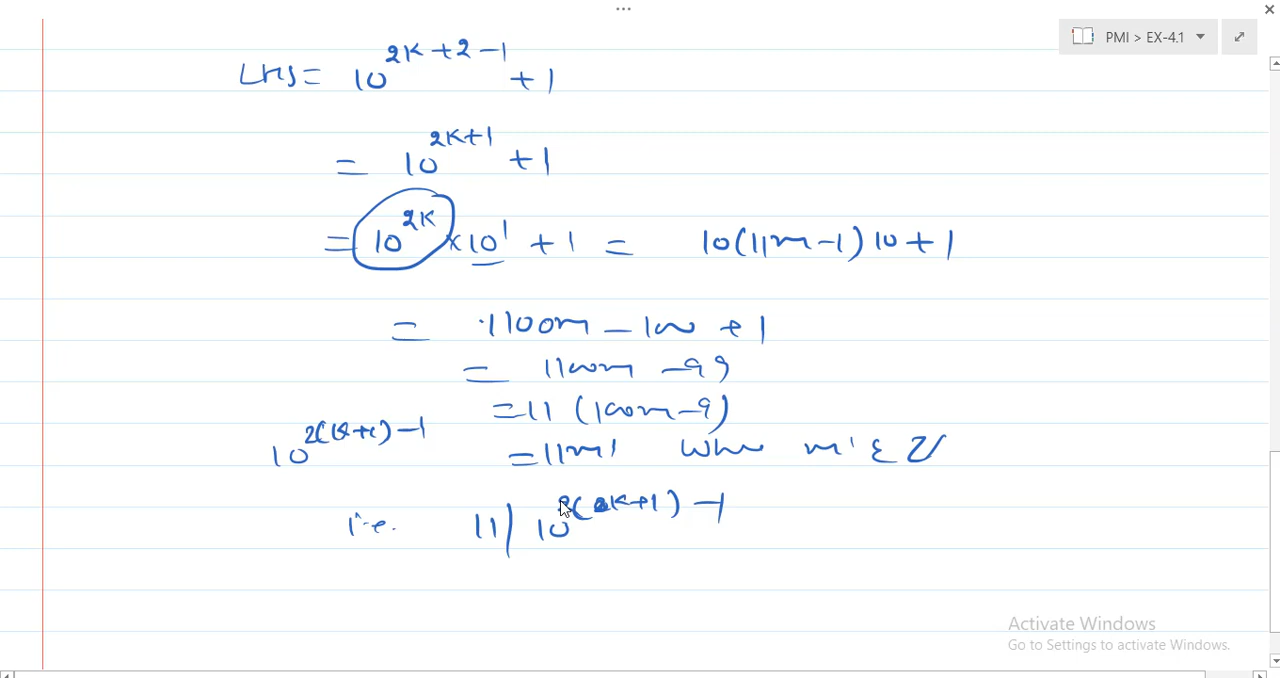 PMI > EX-4.1
LHS = 10^{2K+2-1} + 1
= 10^{2K+1} + 1
= 10^{2K} × 10^1 + 1 = 10(11m-1)10+1
= 1100m - 100 + 1
= 1100m - 99
= 11 (100m-9)
10^{2(K+1)-1}
= 11m' where m' ε Z
i.e. 11 | 10^{2(2K+1)-1}
Activate Windows
Go to Settings to activate Windows.